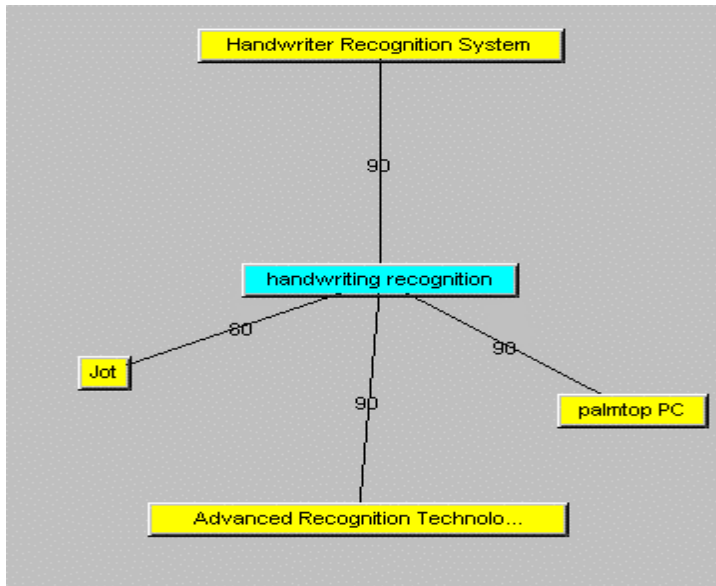 Handwriter Recognition System
90
handwriting recognition
80
90
Jot
90
palmtop PC
Advanced Recognition Technolo...